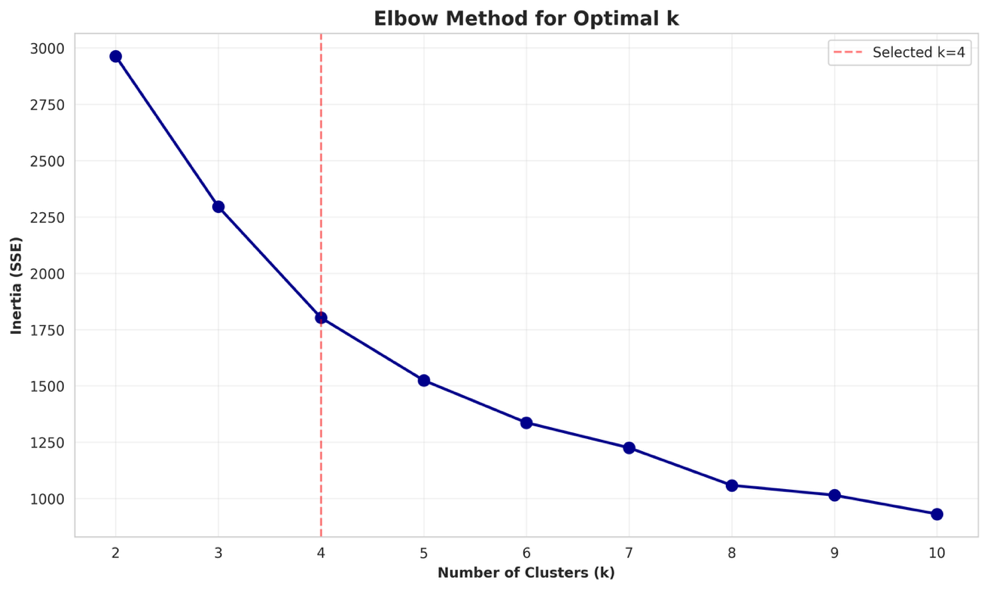 Elbow Method for Optimal k
Selected k=4
3000
2750
2500
2250
2000
1750
1500
1250
1000
Inertia (SSE)
2 3 4 5 6 7 8 9 10
Number of Clusters (k)